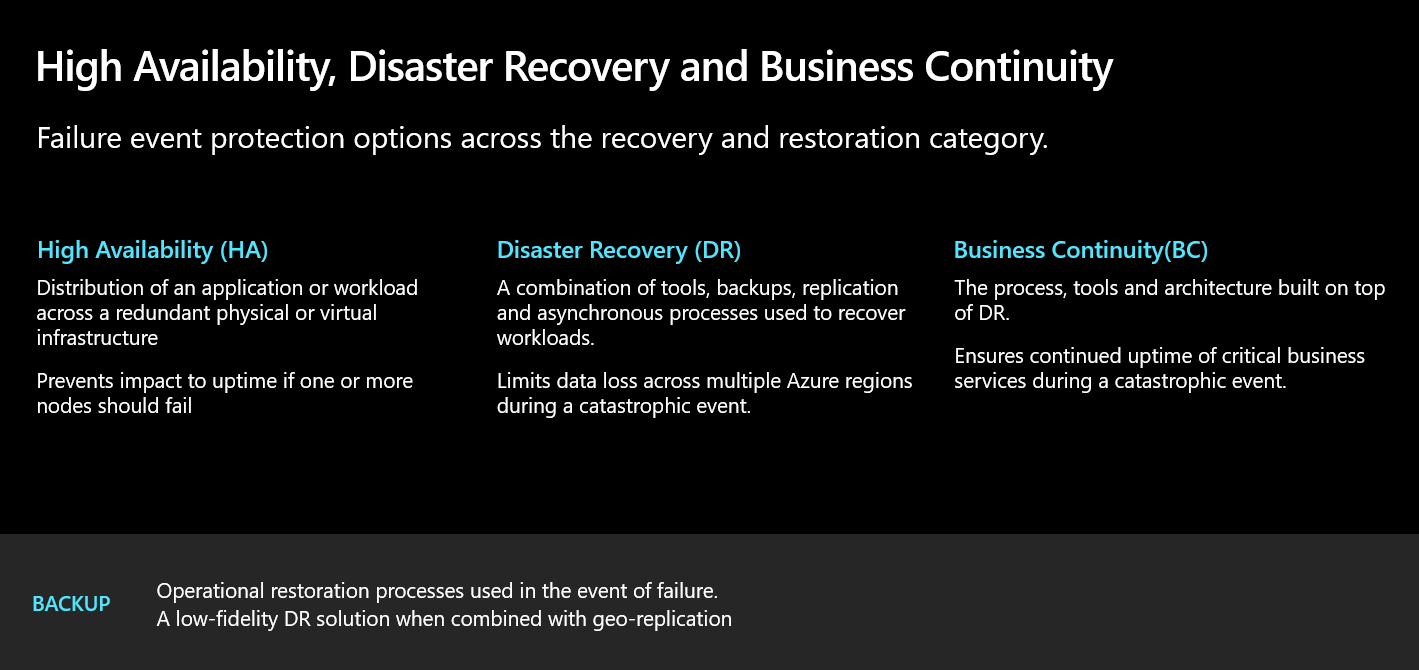 High Availability, Disaster Recovery and Business Continuity
Failure event protection options across the recovery and restoration category.
High Availability (HA)
Distribution of an application or workload
across a redundant physical or virtual
infrastructure
Prevents impact to uptime if one or more
nodes should fail
Disaster Recovery (DR)
A combination of tools, backups, replication
and asynchronous processes used to recover
workloads.
Limits data loss across multiple Azure regions
during a catastrophic event.
Business Continuity(BC)
The process, tools and architecture built on top
of DR.
Ensures continued uptime of critical business
services during a catastrophic event.
BACKUP
Operational restoration processes used in the event of failure.
A low-fidelity DR solution when combined with geo-replication